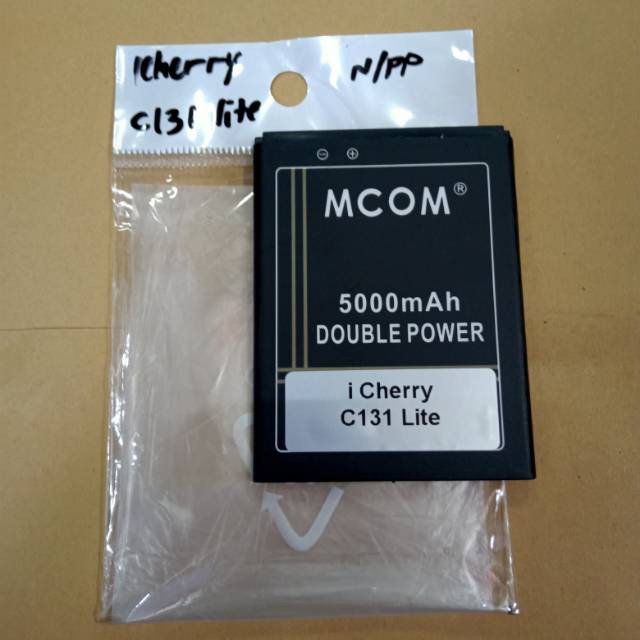 icherry
N/PP
C131 lite
MCOM®
5000mAh
DOUBLE POWER
i Cherry
C131 Lite